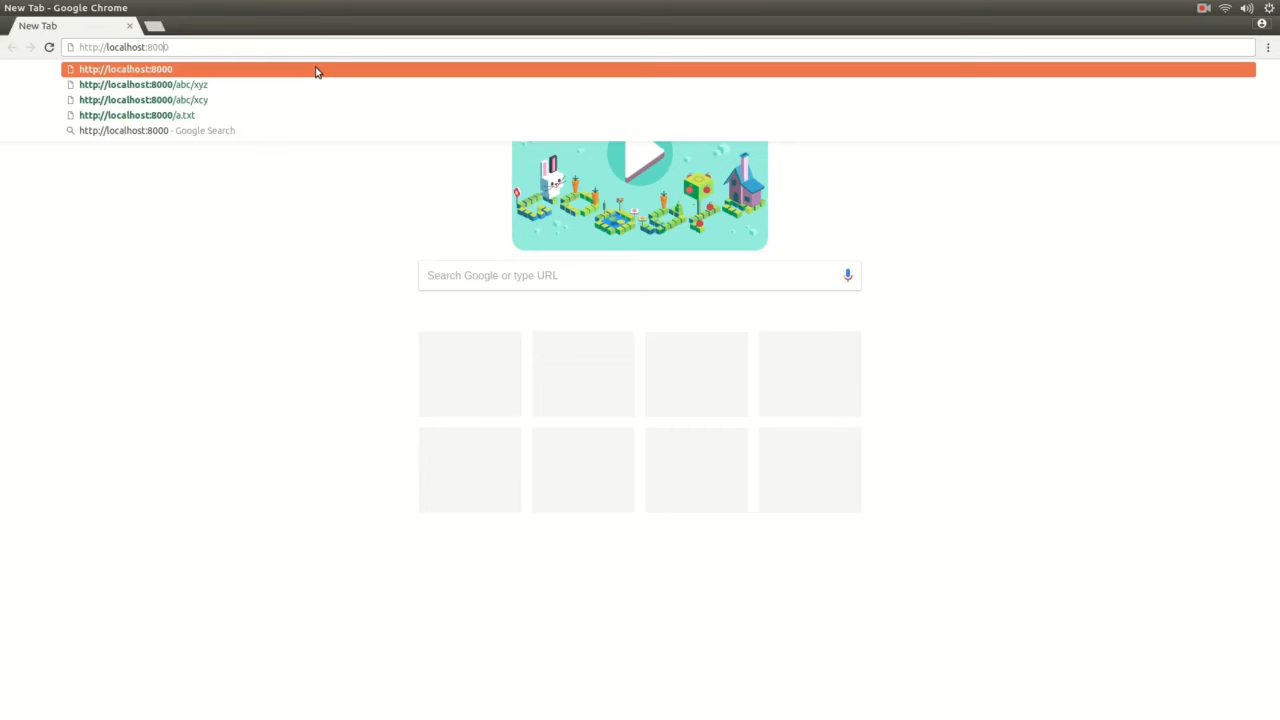 New Tab - Google Chrome
New Tab
http://localhost:8000
http://localhost:8000
http://localhost:8000/abc/xyz
http://localhost:8000/abc/xcy
http://localhost:8000/a.txt
http://localhost:8000 - Google Search
Search Google or type URL